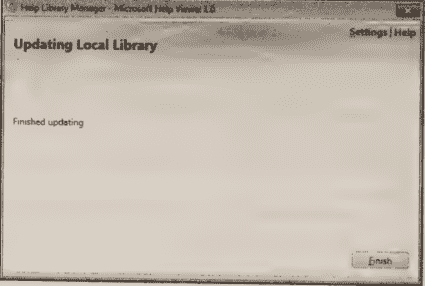 Help Library Manager - Microsoft Help Viewer 1.0
Settings | Help
Updating Local Library
Finished updating
Finish